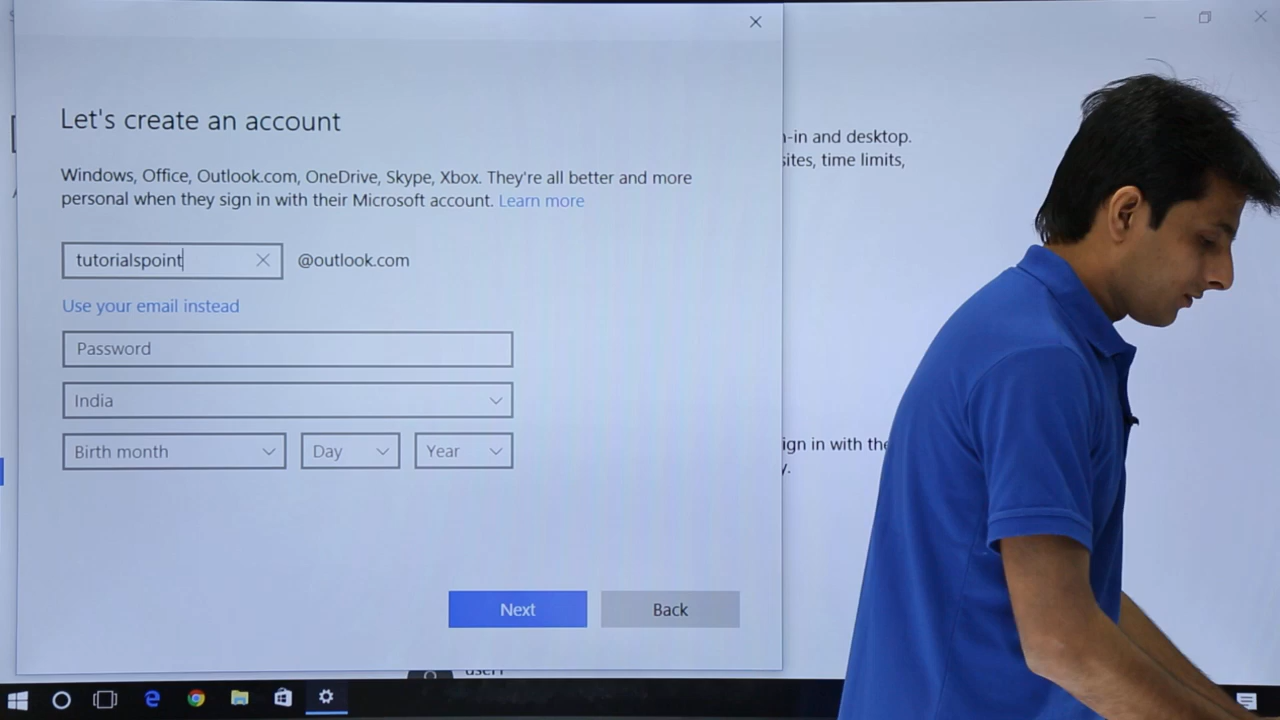 Let's create an account
-in and desktop.
sites, time limits,
Windows, Office, Outlook.com, OneDrive, Skype, Xbox. They're all better and more
personal when they sign in with their Microsoft account. Learn more
tutorialspoint @outlook.com
Use your email instead
Password
India
Birth month Day Year
sign in with the
Next Back
user1